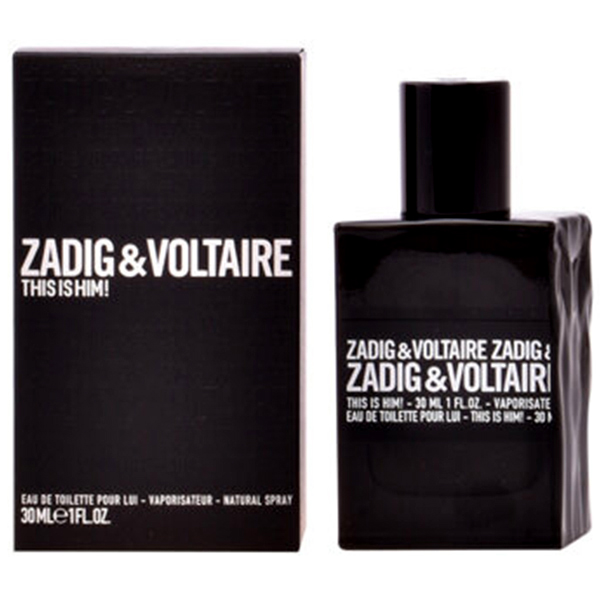 ZADIG&VOLTAIRE
THIS IS HIM!
EAU DE TOILETTE POUR LUI - VAPORISATEUR - NATURAL SPRAY
30ML℮1FL.OZ.
ZADIG&VOLTAIRE ZADIG &
ZADIG&VOLTAIRE
THIS IS HIM! - 30 ML 1 FL.OZ. - VAPORISATE
EAU DE TOILETTE POUR LUI - THIS IS HIM! - 30 M